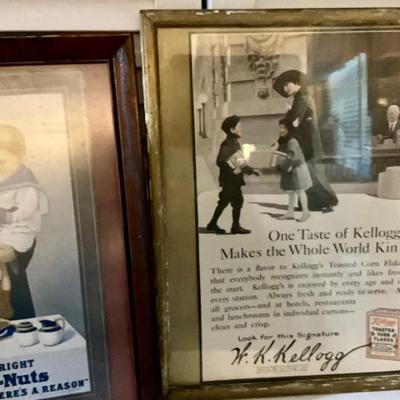 RIGHT
-Nuts
HERE'S A REASON"
One Taste of Kellogg
Makes the Whole World Kin
There is a flavor to Kellogg's Toasted Corn Flak
that everybody recognizes instantly and likes from
the start. Kellogg's is enjoyed by every age and i
every station. Always fresh and ready to serve. A
all grocers—and at hotels, restaurants
and lunchrooms in individual cartons—
clean and crisp.
Look for this Signature
W. K. Kellogg
Kellogg's
TOASTED
CORN
FLAKES